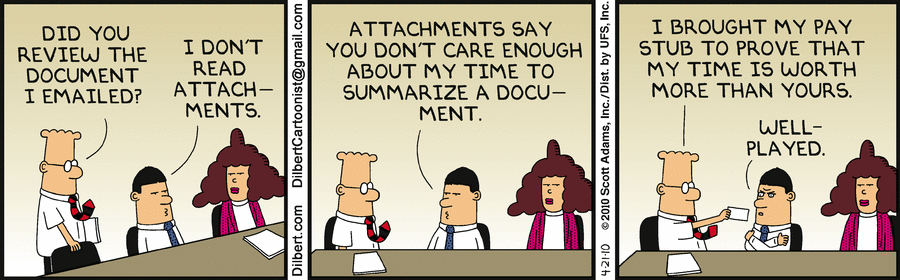 DID YOU
REVIEW THE
DOCUMENT
I EMAILED?
I DON'T
READ
ATTACH–
MENTS.
Dilbert.com DilbertCartoonist@gmail.com
ATTACHMENTS SAY
YOU DON'T CARE ENOUGH
ABOUT MY TIME TO
SUMMARIZE A DOCU–
MENT.
4-21-10 © 2010 Scott Adams, Inc./Dist. by UFS, Inc.
I BROUGHT MY PAY
STUB TO PROVE THAT
MY TIME IS WORTH
MORE THAN YOURS.
WELL–
PLAYED.